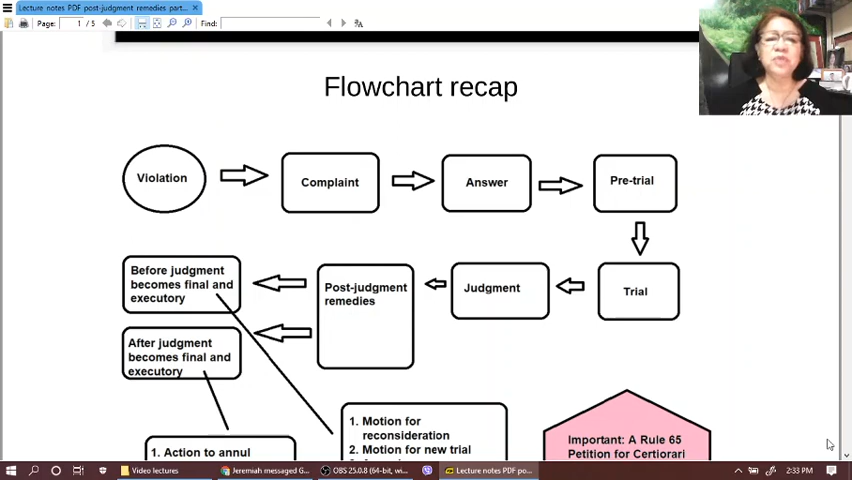 Lecture notes PDF post-judgment remedies part...
Page: 1 / 5
Find:
Flowchart recap
Violation
Complaint
Answer
Pre-trial
Before judgment
becomes final and
executory
Post-judgment
remedies
Judgment
Trial
After judgment
becomes final and
executory
1. Motion for
reconsideration
2. Motion for new trial
1. Action to annul
Important: A Rule 65
Petition for Certiorari
Video lectures
Jeremiah messaged G...
OBS 25.0.8 (64-bit, wi...
Lecture notes PDF po...
2:33 PM